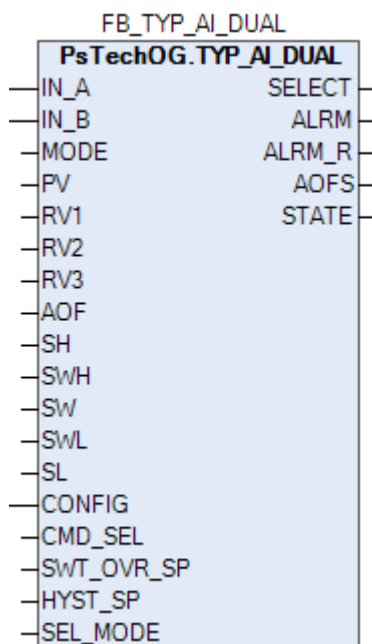 FB_TYP_AI_DUAL
PsTechOG.TYP_AI_DUAL
IN_A SELECT
IN_B ALRM
MODE ALRM_R
PV AOFS
RV1 STATE
RV2
RV3
AOF
SH
SWH
SW
SWL
SL
CONFIG
CMD_SEL
SWT_OVR_SP
HYST_SP
SEL_MODE